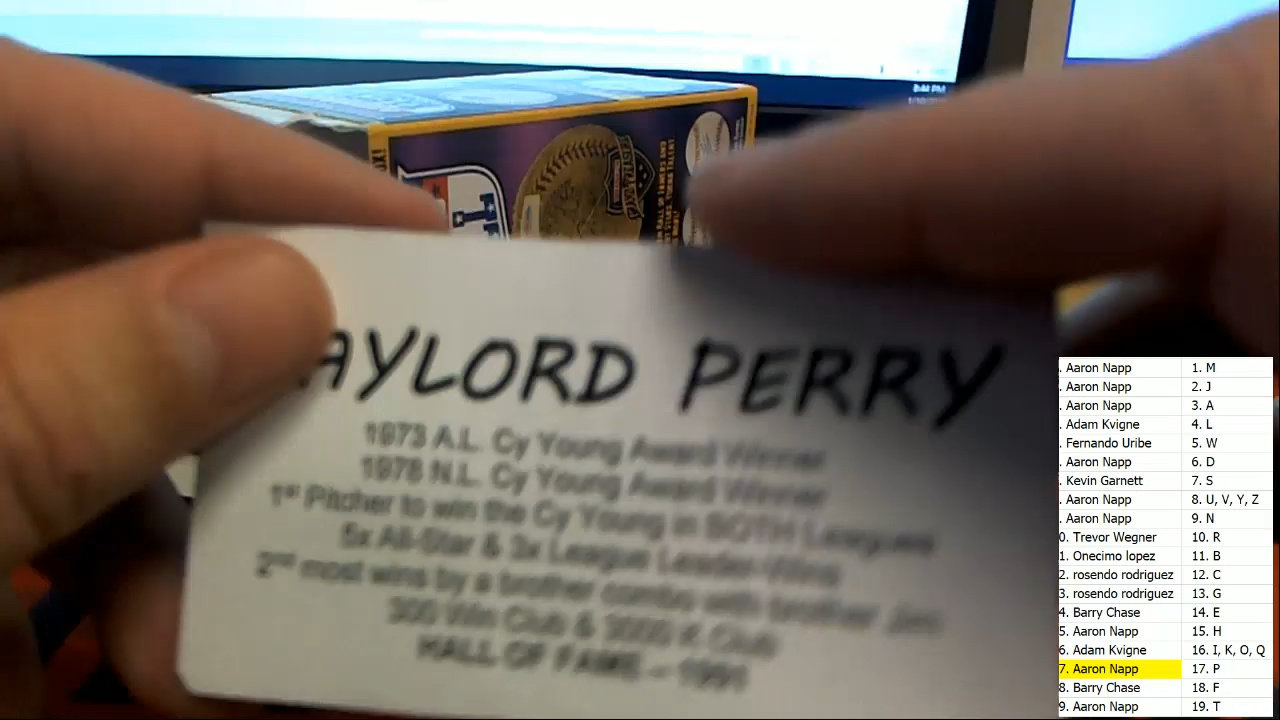 8:44 PM
AYLORD PERRY
1973 A.L. Cy Young Award Winner
1978 N.L. Cy Young Award Winner
1st Pitcher to win the Cy Young in BOTH Leagues
5x All-Star & 3x League Leader-Wins
2nd most wins by a brother combo with brother Jim
300 Win Club & 3500 K Club
HALL OF FAME – 1991
. Aaron Napp 1. M
. Aaron Napp 2. J
. Aaron Napp 3. A
. Adam Kvigne 4. L
. Fernando Uribe 5. W
. Aaron Napp 6. D
. Kevin Garnett 7. S
. Aaron Napp 8. U, V, Y, Z
. Aaron Napp 9. N
0. Trevor Wegner 10. R
1. Onecimo lopez 11. B
2. rosendo rodriguez 12. C
3. rosendo rodriguez 13. G
4. Barry Chase 14. E
5. Aaron Napp 15. H
6. Adam Kvigne 16. I, K, O, Q
7. Aaron Napp 17. P
8. Barry Chase 18. F
9. Aaron Napp 19. T